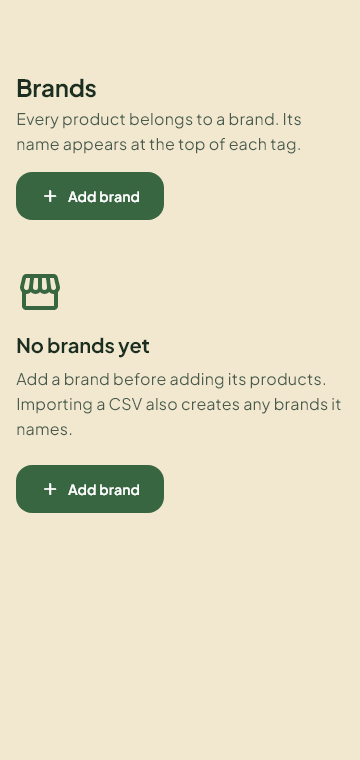 Brands
Every product belongs to a brand. Its
name appears at the top of each tag.
+ Add brand
No brands yet
Add a brand before adding its products.
Importing a CSV also creates any brands it
names.
+ Add brand